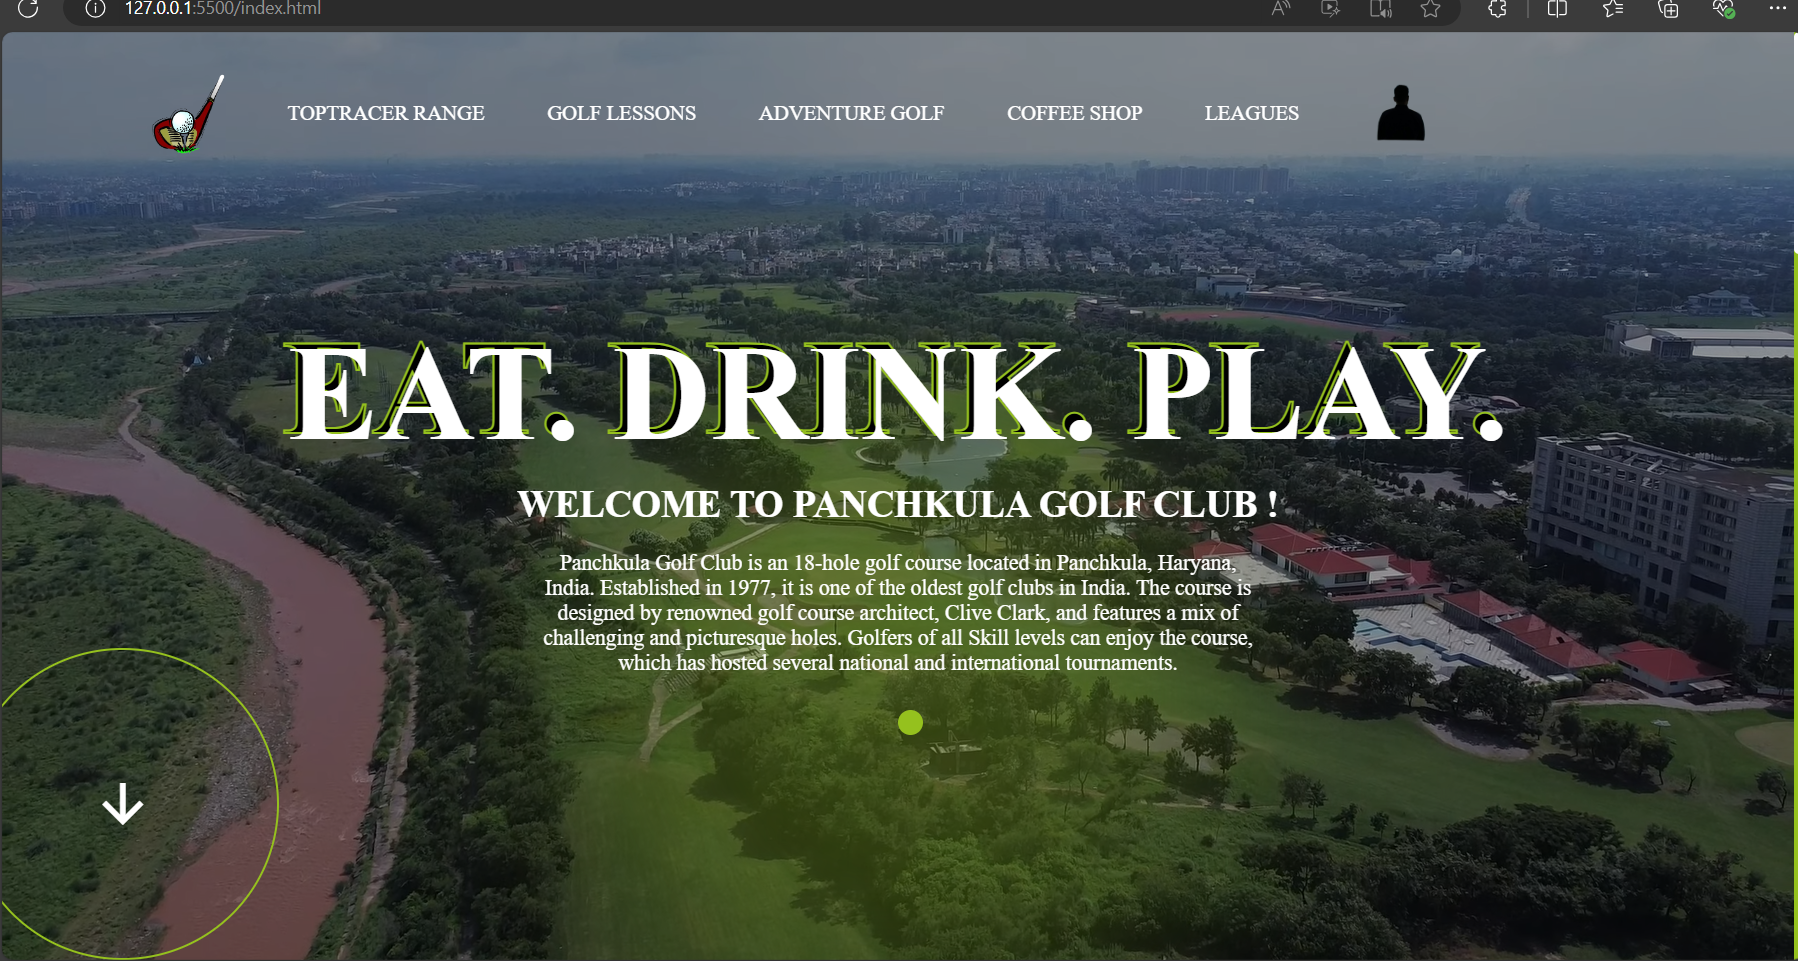 127.0.0.1:5500/index.html
TOPTRACER RANGE GOLF LESSONS ADVENTURE GOLF COFFEE SHOP LEAGUES
EAT. DRINK. PLAY.
WELCOME TO PANCHKULA GOLF CLUB !
Panchkula Golf Club is an 18-hole golf course located in Panchkula, Haryana,
India. Established in 1977, it is one of the oldest golf clubs in India. The course is
designed by renowned golf course architect, Clive Clark, and features a mix of
challenging and picturesque holes. Golfers of all Skill levels can enjoy the course,
which has hosted several national and international tournaments.